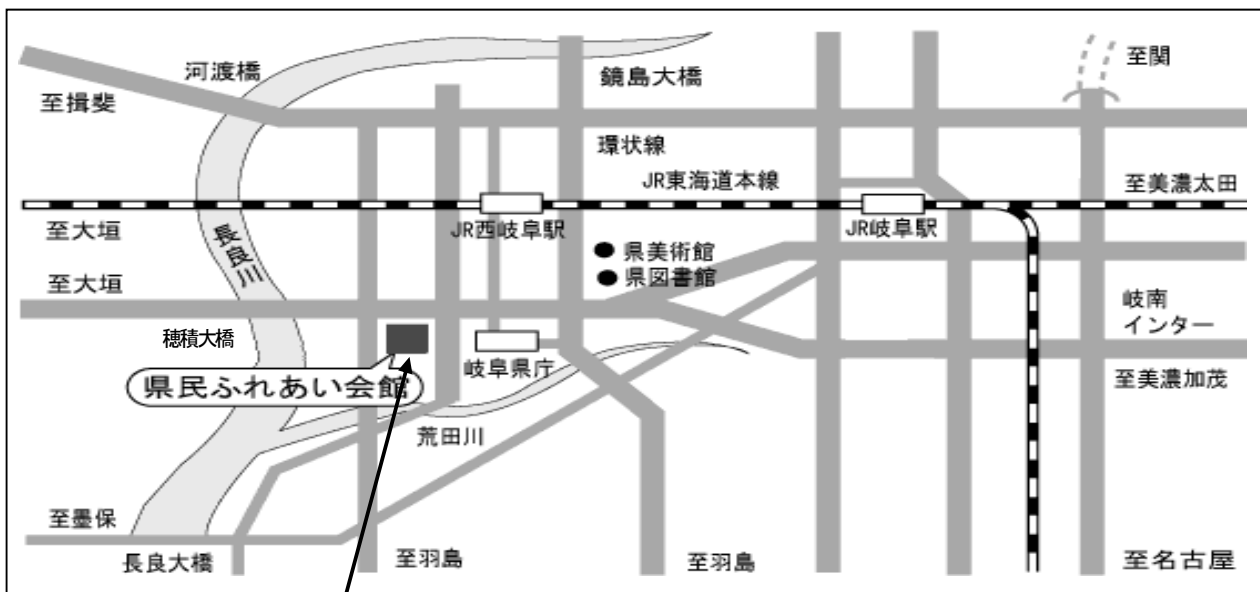 河渡橋
鏡島大橋
至関
至揖斐
環状線
JR東海道本線
至美濃太田
至大垣
JR西岐阜駅
JR岐阜駅
長良川
県美術館
県図書館
至大垣
岐南
インター
穂積大橋
岐阜県庁
県民ふれあい会館
至美濃加茂
荒田川
至墨保
長良大橋
至羽島
至羽島
至名古屋